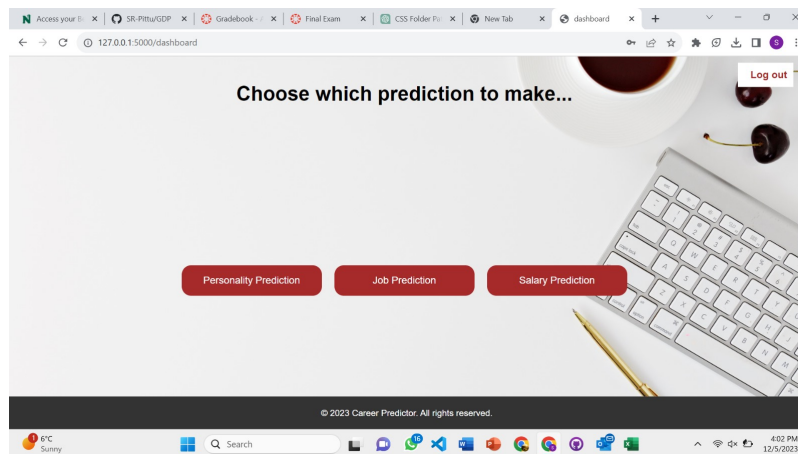 Access your B
SR-Pittu/GDP
Gradebook - A
Final Exam
CSS Folder Pa
New Tab
dashboard
127.0.0.1:5000/dashboard
S
Log out
Choose which prediction to make...
Personality Prediction
Job Prediction
Salary Prediction
© 2023 Career Predictor. All rights reserved.
6°C
Sunny
Search
16
4:02 PM
12/5/2023